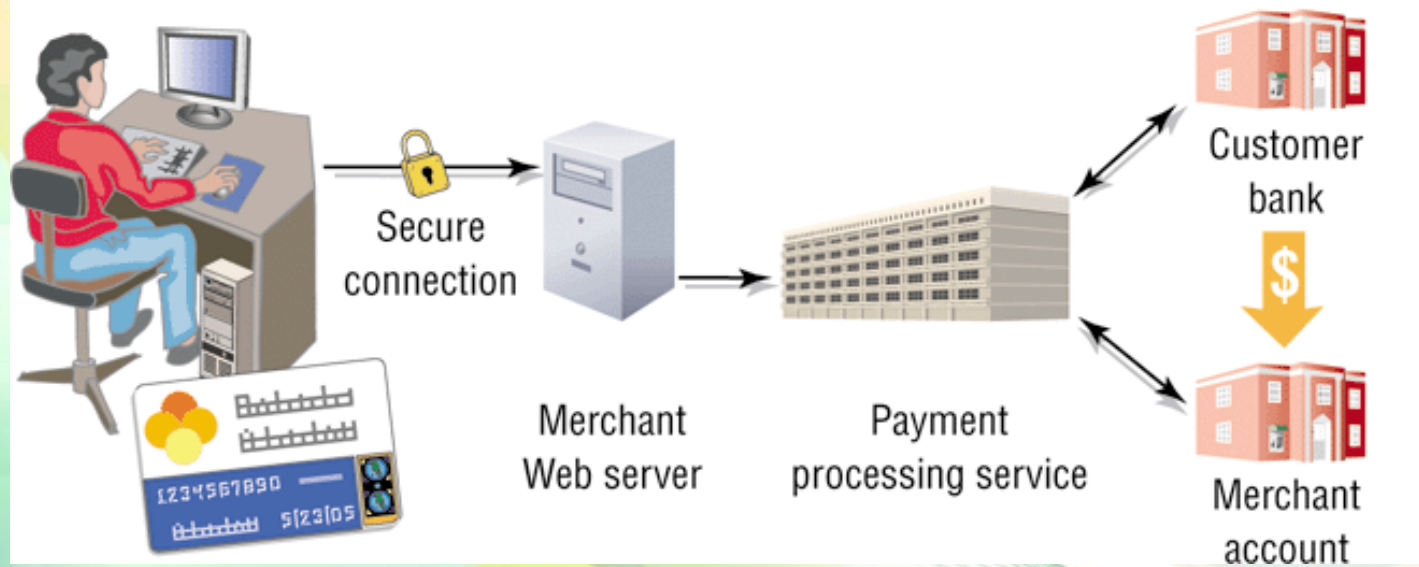 Secure
connection
Merchant
Web server
Payment
processing service
Customer
bank
$
Merchant
account
1234567890
5/23/05